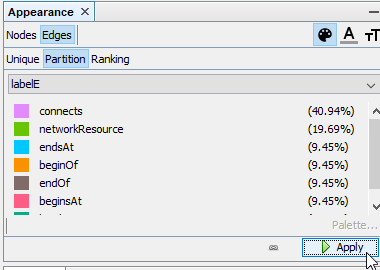 Appearance ×
Nodes Edges A TT
Unique Partition Ranking
labelE
connects (40.94%)
networkResource (19.69%)
endsAt (9.45%)
beginOf (9.45%)
endOf (9.45%)
beginsAt (9.45%)
Palette...
Apply